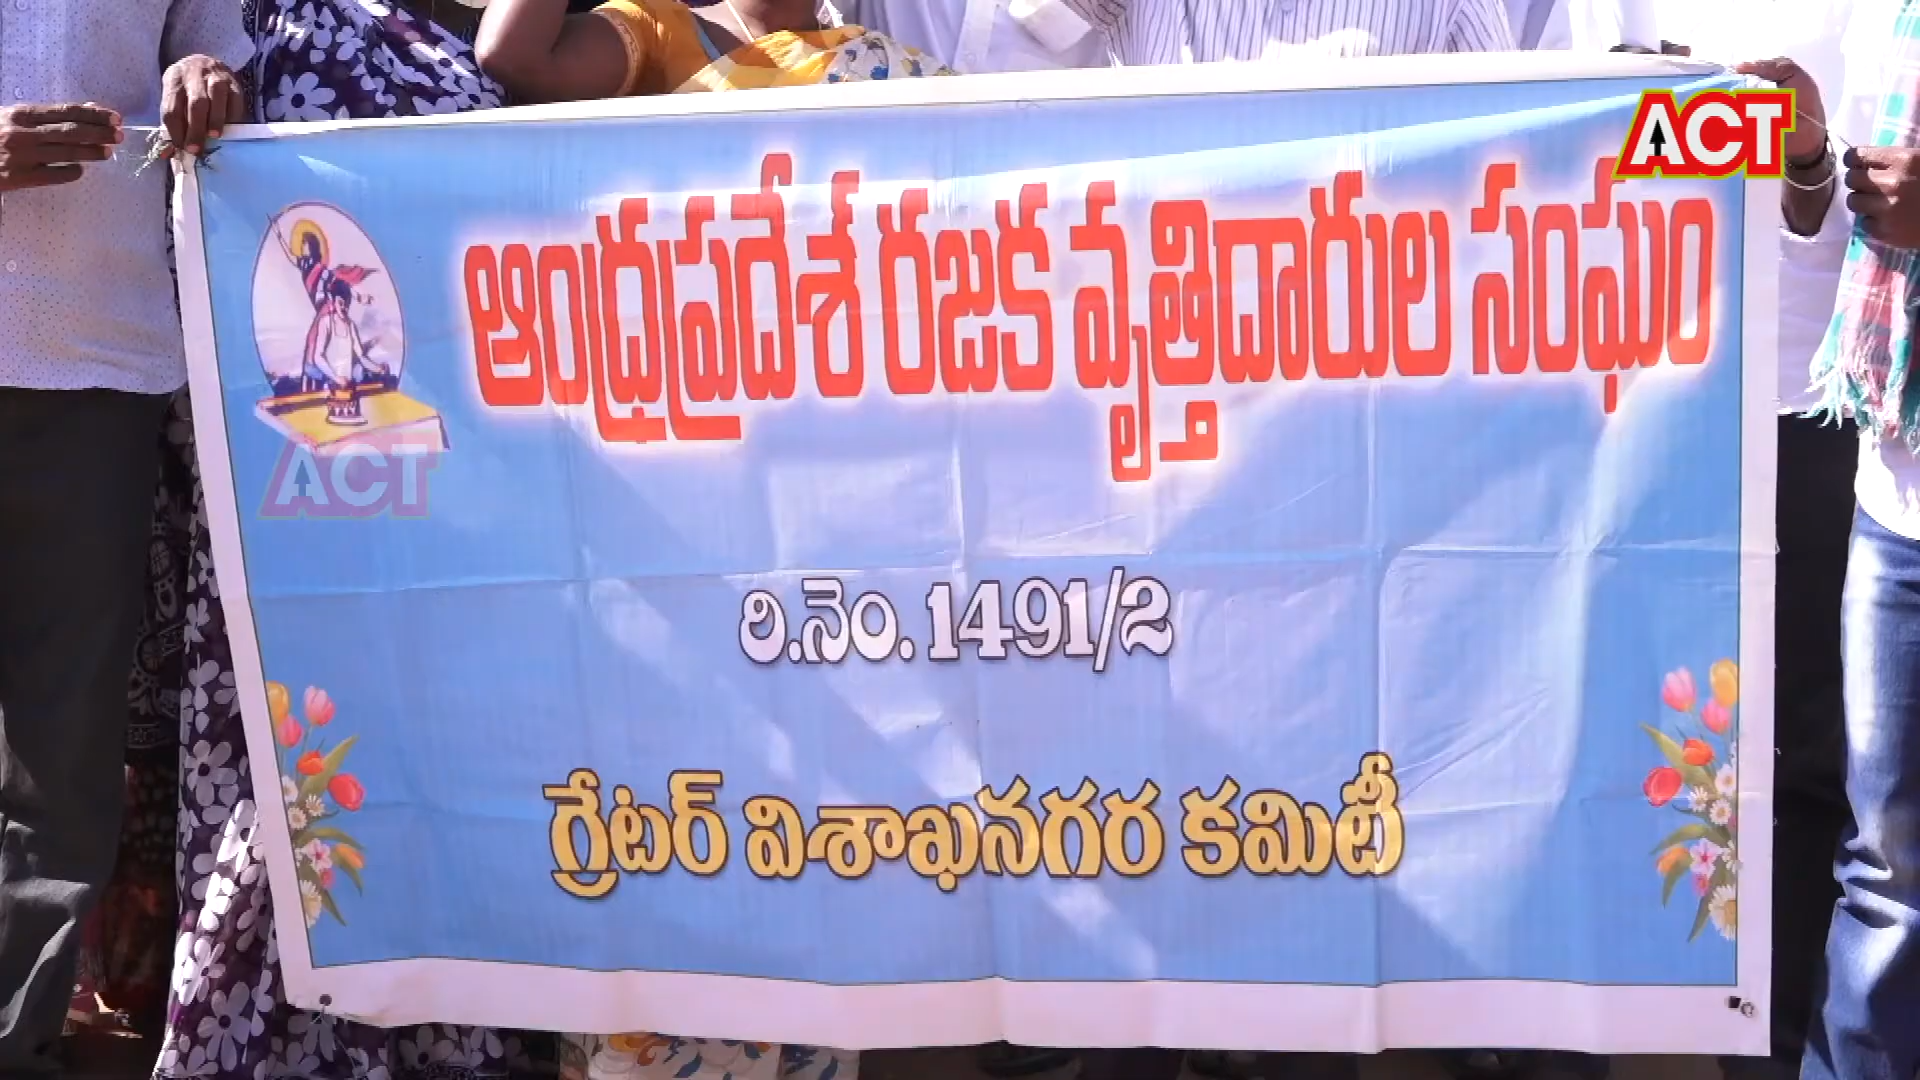 ACT
ఆంధ్రప్రదేశ్ రజక వృత్తిదారుల సంఘం
ACT
రి.నెం. 1491/2
గ్రేటర్ విశాఖనగర కమిటీ